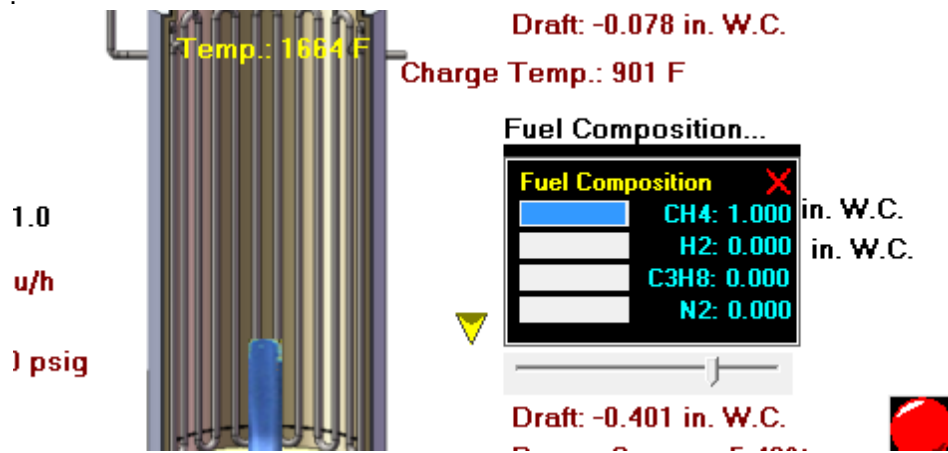 Draft: -0.078 in. W.C.
Temp.: 1664 F
Charge Temp.: 901 F
Fuel Composition...
Fuel Composition
CH4: 1.000
in. W.C.
1.0
H2: 0.000
in. W.C.
C3H8: 0.000
u/h
N2: 0.000
psig
Draft: -0.401 in. W.C.